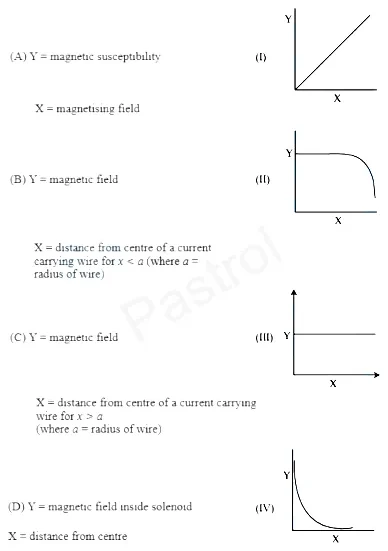 Y
(A) Y = magnetic susceptibility
(I)
X
X = magnetising field
(B) Y = magnetic field
Y
(II)
X
X = distance from centre of a current
carrying wire for x < a (where a =
radius of wire)
(C) Y = magnetic field
(III)
Y
X
X = distance from centre of a current carrying
wire for x > a
(where a = radius of wire)
Y
(D) Y = magnetic field inside solenoid
(IV)
X = distance from centre
X
Pastrol